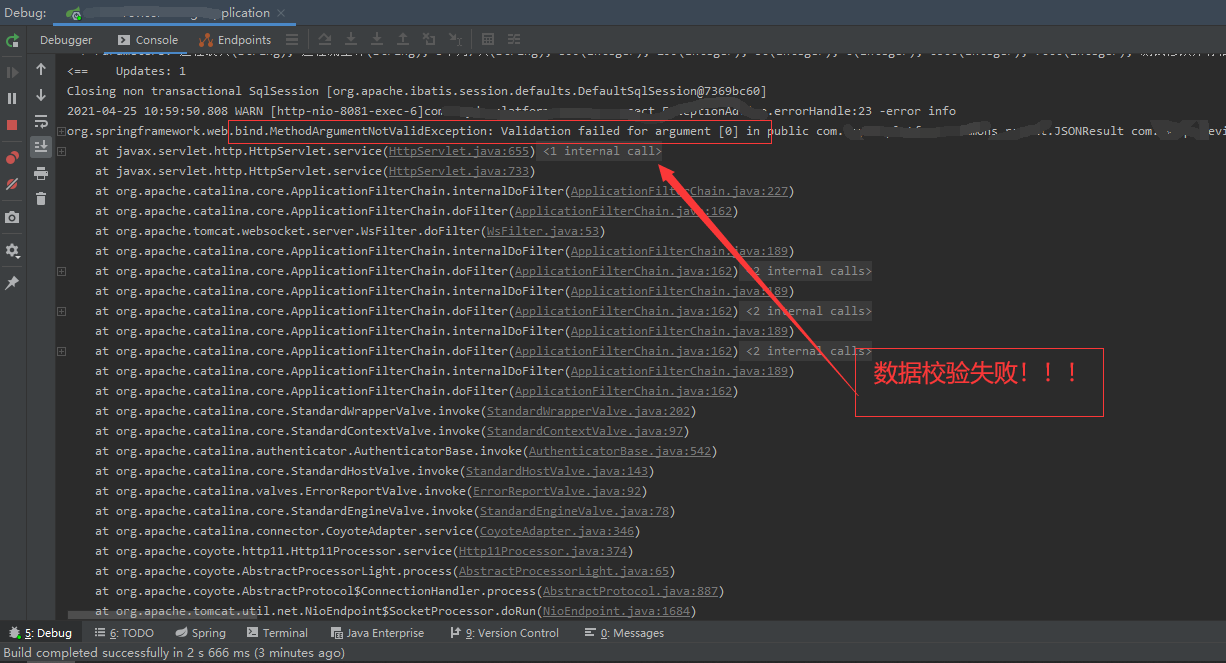 Debug:
pplication
Debugger Console Endpoints
<==    Updates: 1
Closing non transactional SqlSession [org.apache.ibatis.session.defaults.DefaultSqlSession@7369bc60]
2021-04-25 10:59:50.808 WARN [http-nio-8081-exec-6]com .errorHandle:23 -error info
org.springframework.web.bind.MethodArgumentNotValidException: Validation failed for argument [0] in public com. .JSONResult com.
at javax.servlet.http.HttpServlet.service(HttpServlet.java:655) <1 internal call>
at javax.servlet.http.HttpServlet.service(HttpServlet.java:733)
at org.apache.catalina.core.ApplicationFilterChain.internalDoFilter(ApplicationFilterChain.java:227)
at org.apache.catalina.core.ApplicationFilterChain.doFilter(ApplicationFilterChain.java:162)
at org.apache.tomcat.websocket.server.WsFilter.doFilter(WsFilter.java:53)
at org.apache.catalina.core.ApplicationFilterChain.internalDoFilter(ApplicationFilterChain.java:189)
at org.apache.catalina.core.ApplicationFilterChain.doFilter(ApplicationFilterChain.java:162) <2 internal calls>
at org.apache.catalina.core.ApplicationFilterChain.internalDoFilter(ApplicationFilterChain.java:189)
at org.apache.catalina.core.ApplicationFilterChain.doFilter(ApplicationFilterChain.java:162) <2 internal calls>
at org.apache.catalina.core.ApplicationFilterChain.internalDoFilter(ApplicationFilterChain.java:189)
at org.apache.catalina.core.ApplicationFilterChain.doFilter(ApplicationFilterChain.java:162) <2 internal calls>
数据校验失败！！！
at org.apache.catalina.core.ApplicationFilterChain.internalDoFilter(ApplicationFilterChain.java:189)
at org.apache.catalina.core.ApplicationFilterChain.doFilter(ApplicationFilterChain.java:162)
at org.apache.catalina.core.StandardWrapperValve.invoke(StandardWrapperValve.java:202)
at org.apache.catalina.core.StandardContextValve.invoke(StandardContextValve.java:97)
at org.apache.catalina.authenticator.AuthenticatorBase.invoke(AuthenticatorBase.java:542)
at org.apache.catalina.core.StandardHostValve.invoke(StandardHostValve.java:143)
at org.apache.catalina.valves.ErrorReportValve.invoke(ErrorReportValve.java:92)
at org.apache.catalina.core.StandardEngineValve.invoke(StandardEngineValve.java:78)
at org.apache.catalina.connector.CoyoteAdapter.service(CoyoteAdapter.java:346)
at org.apache.coyote.http11.Http11Processor.service(Http11Processor.java:374)
at org.apache.coyote.AbstractProcessorLight.process(AbstractProcessorLight.java:65)
at org.apache.coyote.AbstractProtocol$ConnectionHandler.process(AbstractProtocol.java:887)
at org.apache.tomcat.util.net.NioEndpoint$SocketProcessor.doRun(NioEndpoint.java:1684)
5: Debug 6: TODO Spring Terminal Java Enterprise 9: Version Control 0: Messages
Build completed successfully in 2 s 666 ms (3 minutes ago)